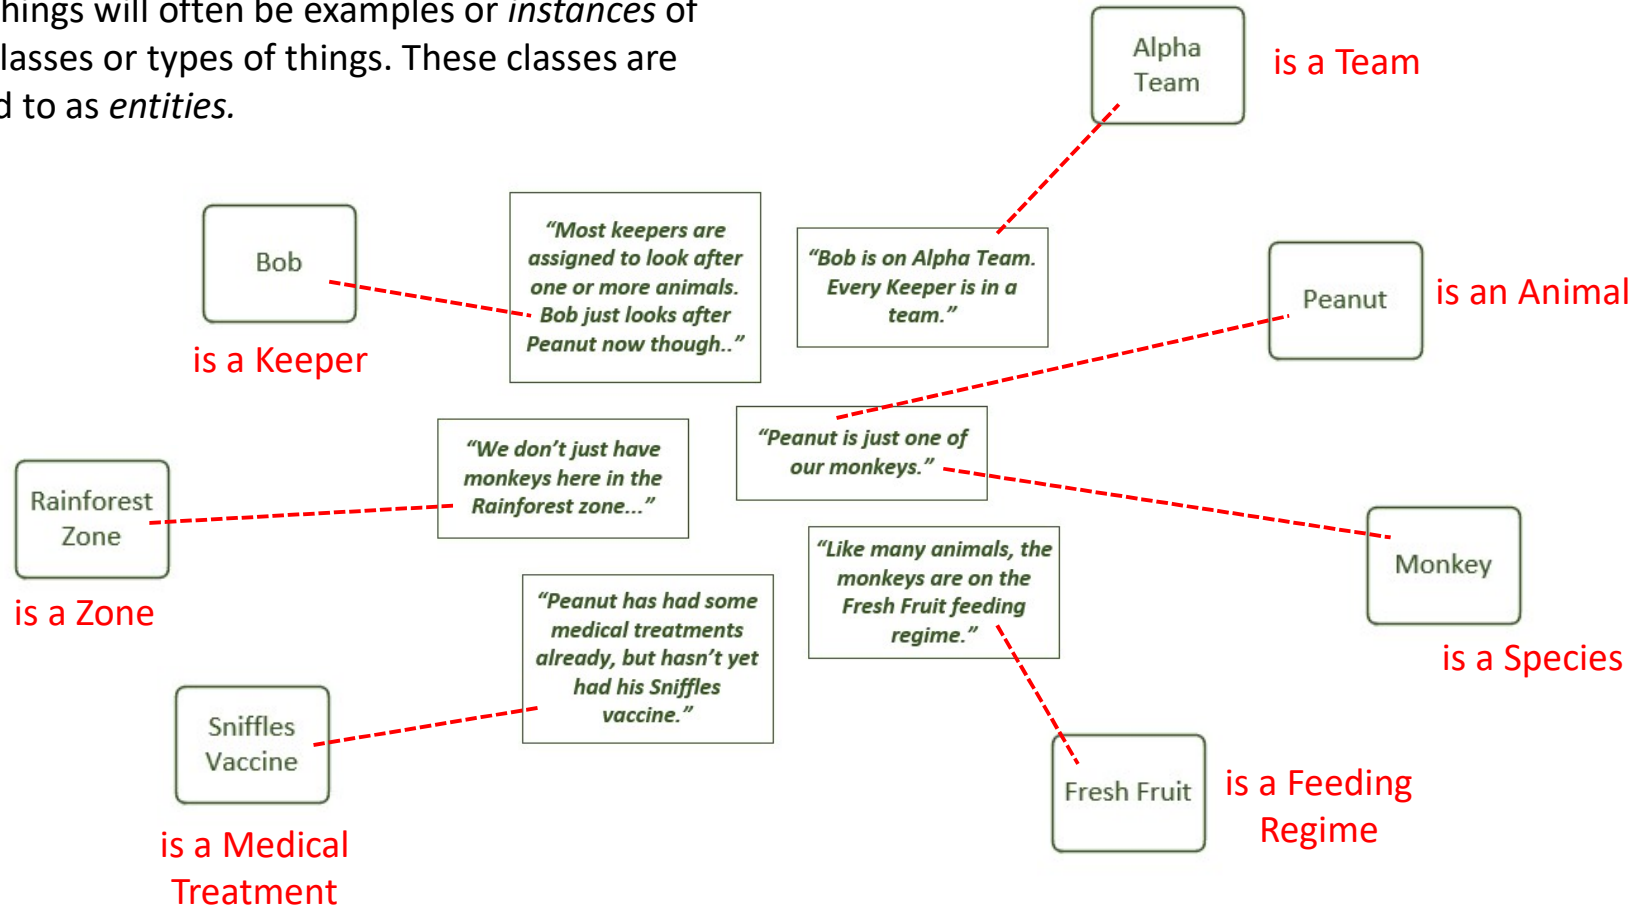 hings will often be examples or instances of
lasses or types of things. These classes are
d to as entities.
Alpha
Team
is a Team
Bob
is a Keeper
“Most keepers are
assigned to look after
one or more animals.
Bob just looks after
Peanut now though..”
“Bob is on Alpha Team.
Every Keeper is in a
team.”
Peanut
is an Animal
“We don’t just have
monkeys here in the
Rainforest zone...”
“Peanut is just one of
our monkeys.”
Rainforest
Zone
is a Zone
“Like many animals, the
monkeys are on the
Fresh Fruit feeding
regime.”
Monkey
is a Species
“Peanut has had some
medical treatments
already, but hasn’t yet
had his Sniffles
vaccine.”
Sniffles
Vaccine
is a Medical
Treatment
Fresh Fruit
is a Feeding
Regime